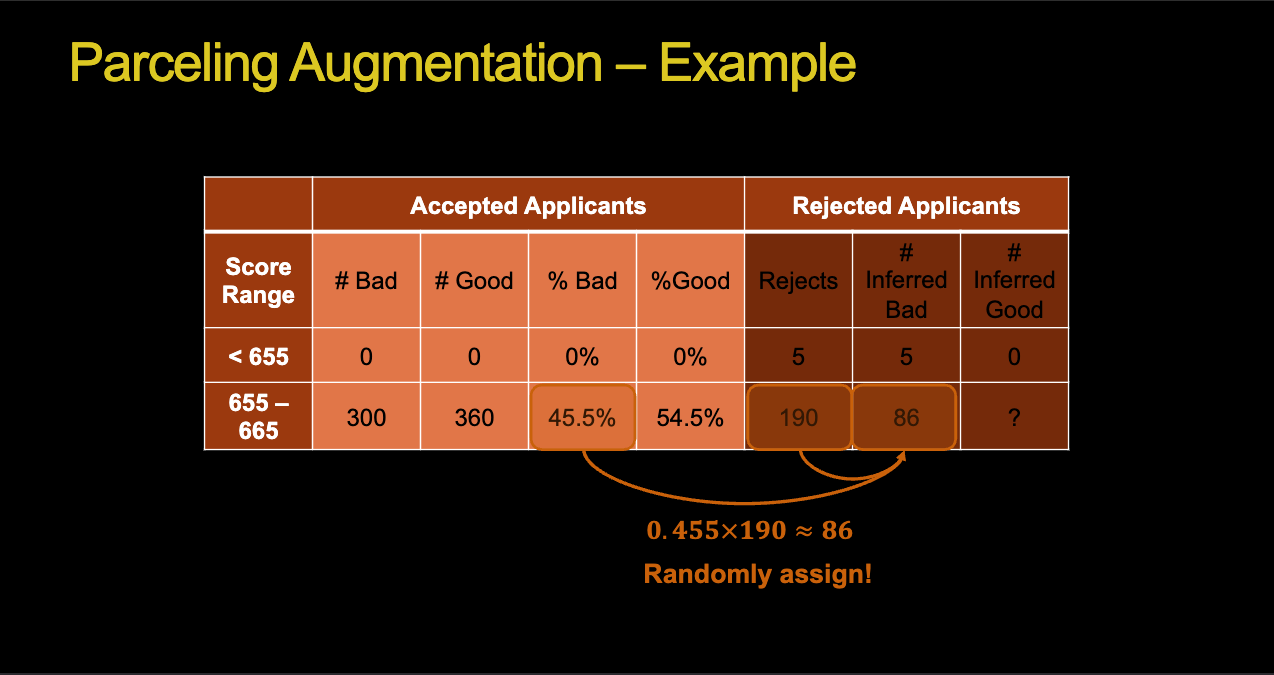 Parceling Augmentation – Example
Accepted Applicants Rejected Applicants
Score Range # Bad # Good % Bad %Good Rejects # Inferred Bad # Inferred Good
< 655 0 0 0% 0% 5 5 0
655 – 665 300 360 45.5% 54.5% 190 86 ?
0.455×190 ≈ 86
Randomly assign!